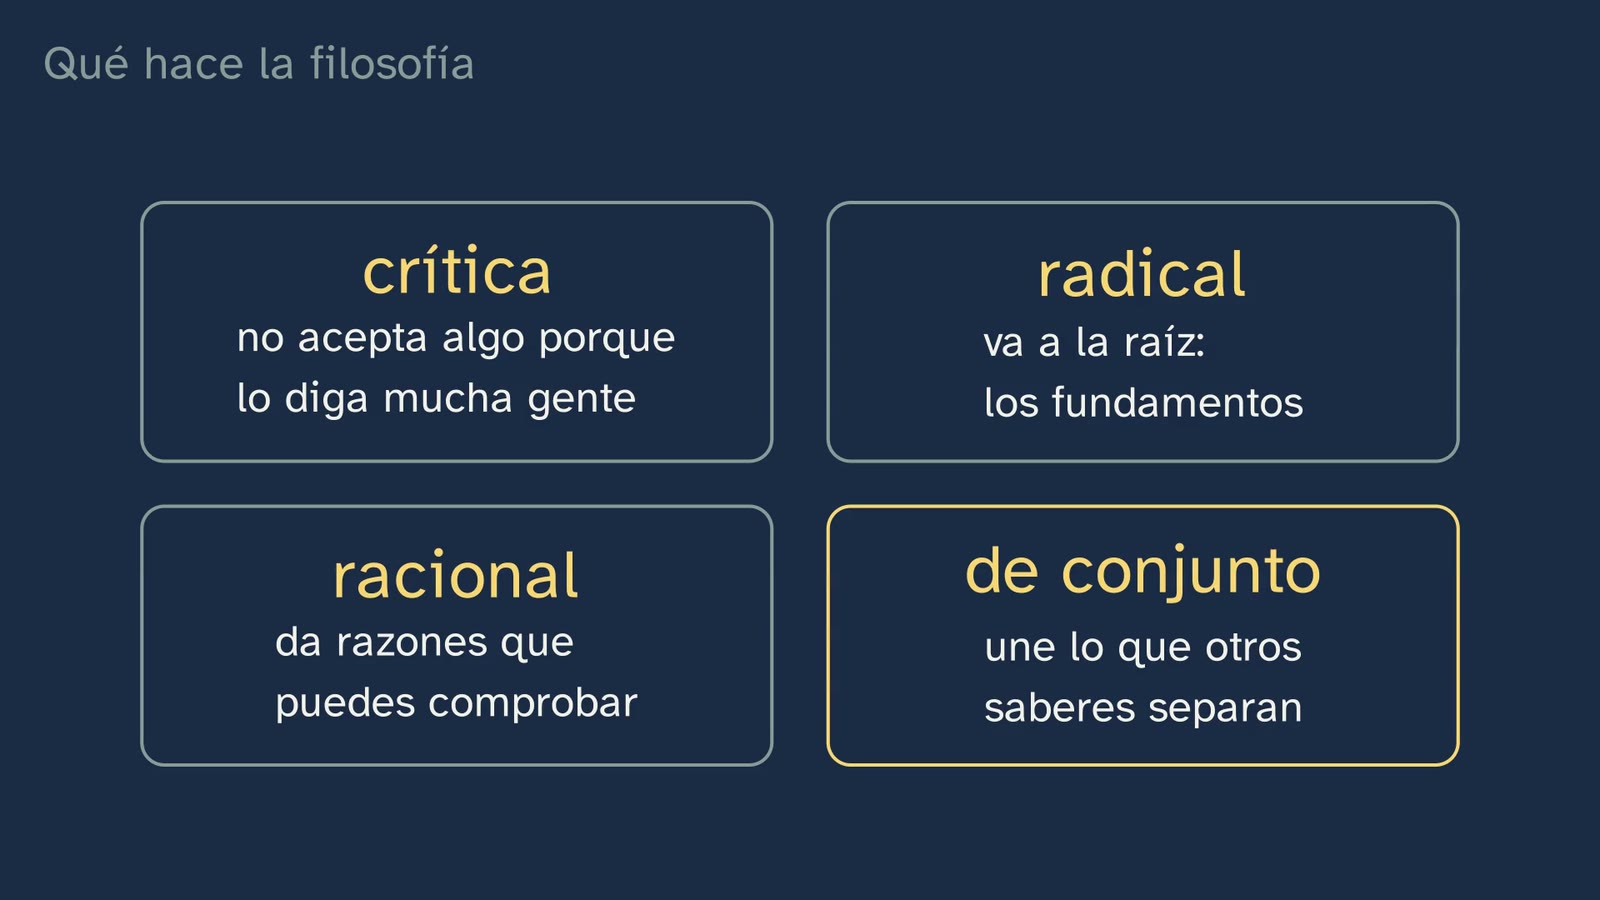 Qué hace la filosofía
crítica
no acepta algo porque
lo diga mucha gente
radical
va a la raíz:
los fundamentos
racional
da razones que
puedes comprobar
de conjunto
une lo que otros
saberes separan